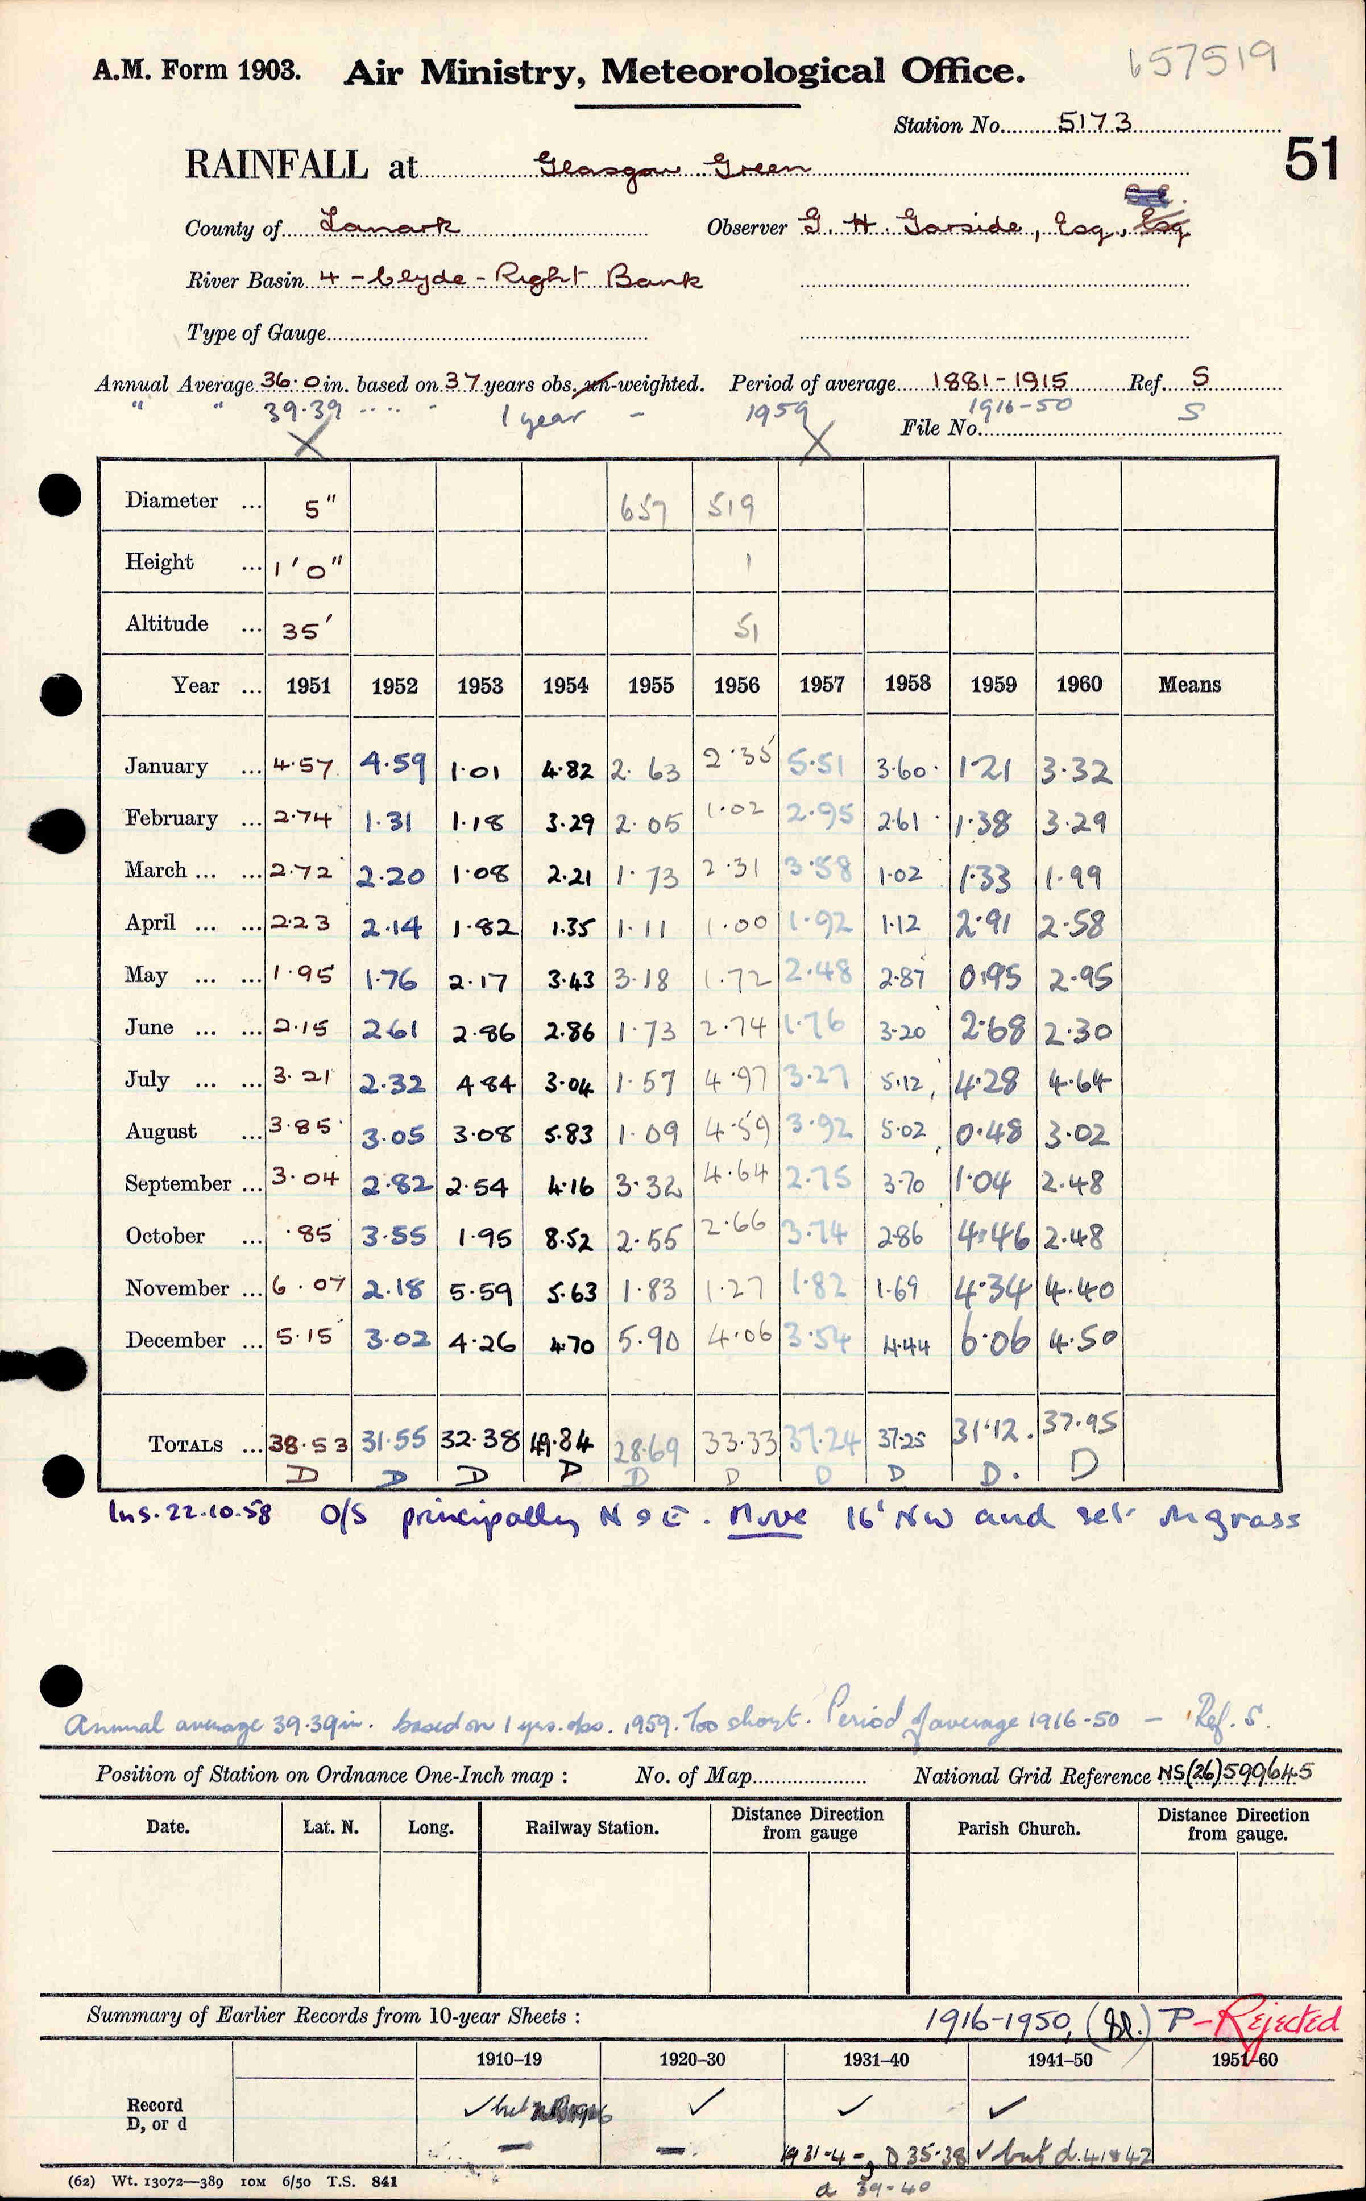 657519
A.M. Form 1903. Air Ministry, Meteorological Office.
Station No. 5173
51
RAINFALL at Glasgow Green
County of Lanark Observer G. H. Garside, Esq., Esq
River Basin 4 - Clyde - Right Bank
Type of Gauge
Annual Average 36.0 in. based on 37 years obs. un-weighted. Period of average 1881-1915 Ref. S
" " 39.39 1 year - 1959 1916-50 S
File No.
Diameter ... 5" 657 519
Height ... 1'0" 1
Altitude ... 35' 51
Year ... 1951 1952 1953 1954 1955 1956 1957 1958 1959 1960 Means
January ... 4.57 4.59 1.01 4.82 2.63 2.35 5.51 3.60 1.21 3.32
February ... 2.74 1.31 1.18 3.29 2.05 1.02 2.95 2.61 1.38 3.29
March ... ... 2.72 2.20 1.08 2.21 1.73 2.31 3.58 1.02 1.33 1.99
April ... ... 2.23 2.14 1.82 1.35 1.11 1.00 1.92 1.12 2.91 2.58
May ... ... 1.95 1.76 2.17 3.43 3.18 1.72 2.48 2.87 0.95 2.95
June ... ... 2.15 2.61 2.86 2.86 1.73 2.74 1.76 3.20 2.68 2.30
July ... ... 3.21 2.32 4.84 3.04 1.57 4.97 3.27 5.12 4.28 4.64
August ... 3.85 3.05 3.08 5.83 1.09 4.59 3.92 5.02 0.48 3.02
September ... 3.04 2.82 2.54 4.16 3.32 4.64 2.75 3.70 1.04 2.48
October ... .85 3.55 1.95 8.52 2.55 2.66 3.74 2.86 4.46 2.48
November ... 6.07 2.18 5.59 5.63 1.83 1.27 1.82 1.69 4.34 4.40
December ... 5.15 3.02 4.26 4.70 5.90 4.06 3.54 4.44 6.06 4.50
TOTALS ... 38.53 31.55 32.38 49.84 28.69 33.33 37.24 37.25 31.12 37.95
D D D D D D D D D. D
Ins. 22.10.58 O/S principally N & E. Move 16' NW and set in grass
Annual average 39.39 in. based on 1 yrs. obs. 1959. Too short. Period of average 1916-50 - Ref. S.
Position of Station on Ordnance One-Inch map : No. of Map National Grid Reference NS(26)599645
Date. Lat. N. Long. Railway Station. Distance Direction from gauge Parish Church. Distance Direction from gauge.
Summary of Earlier Records from 10-year Sheets : 1916-1950, P - Rejected
1910-19 1920-30 1931-40 1941-50 1951-60
Record D, or d ✓ ✓ ✓ ✓
D 35-38 ✓ but d. 41 & 42
d 39-40
(62) Wt. 13072—389 10M 6/50 T.S. 841